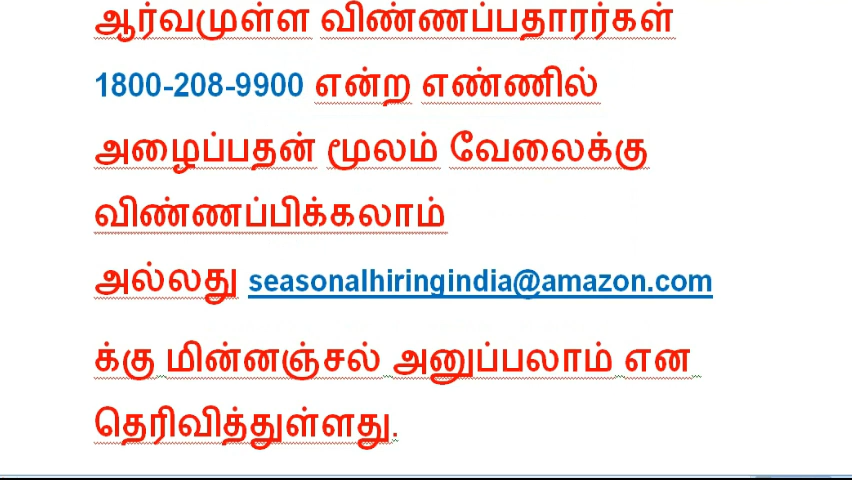 ஆர்வமுள்ள விண்ணப்பதாரர்கள்
1800-208-9900 என்ற எண்ணில்
அழைப்பதன் மூலம் வேலைக்கு
விண்ணப்பிக்கலாம்
அல்லது seasonalhiringindia@amazon.com
க்கு மின்னஞ்சல் அனுப்பலாம் என
தெரிவித்துள்ளது.